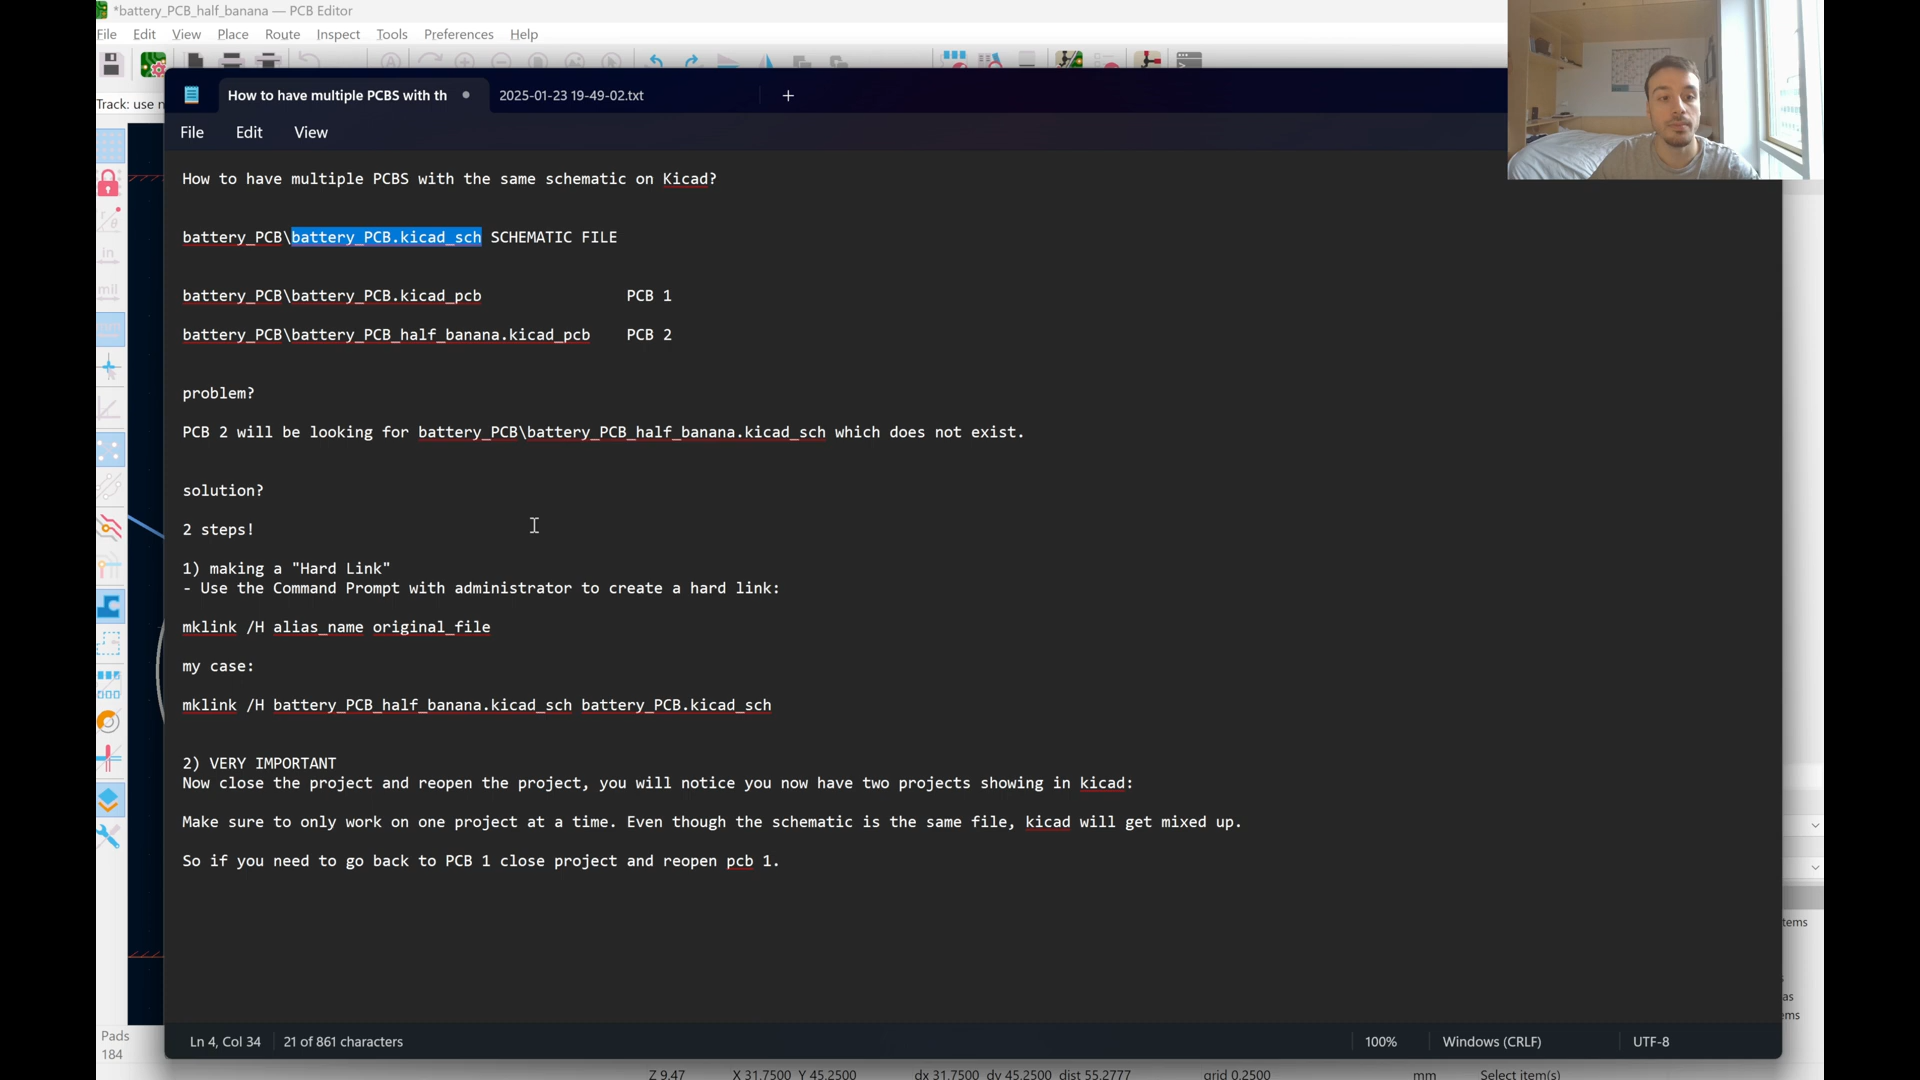 *battery_PCB_half_banana — PCB Editor
File Edit View Place Route Inspect Tools Preferences Help
Track: use n
How to have multiple PCBS with th
2025-01-23 19-49-02.txt
File Edit View
How to have multiple PCBS with the same schematic on Kicad?
battery_PCB\battery_PCB.kicad_sch SCHEMATIC FILE
battery_PCB\battery_PCB.kicad_pcb PCB 1
battery_PCB\battery_PCB_half_banana.kicad_pcb PCB 2
problem?
PCB 2 will be looking for battery_PCB\battery_PCB_half_banana.kicad_sch which does not exist.
solution?
2 steps!
1) making a "Hard Link"
- Use the Command Prompt with administrator to create a hard link:
mklink /H alias_name original_file
my case:
mklink /H battery_PCB_half_banana.kicad_sch battery_PCB.kicad_sch
2) VERY IMPORTANT
Now close the project and reopen the project, you will notice you now have two projects showing in kicad:
Make sure to only work on one project at a time. Even though the schematic is the same file, kicad will get mixed up.
So if you need to go back to PCB 1 close project and reopen pcb 1.
in
mil
mm
tems
as
ems
Ln 4, Col 34 21 of 861 characters 100% Windows (CRLF) UTF-8
Pads
184
Z 9.47 X 31.7500 Y 45.2500 dx 31.7500 dy 45.2500 dist 55.2777 grid 0.2500 mm Select item(s)